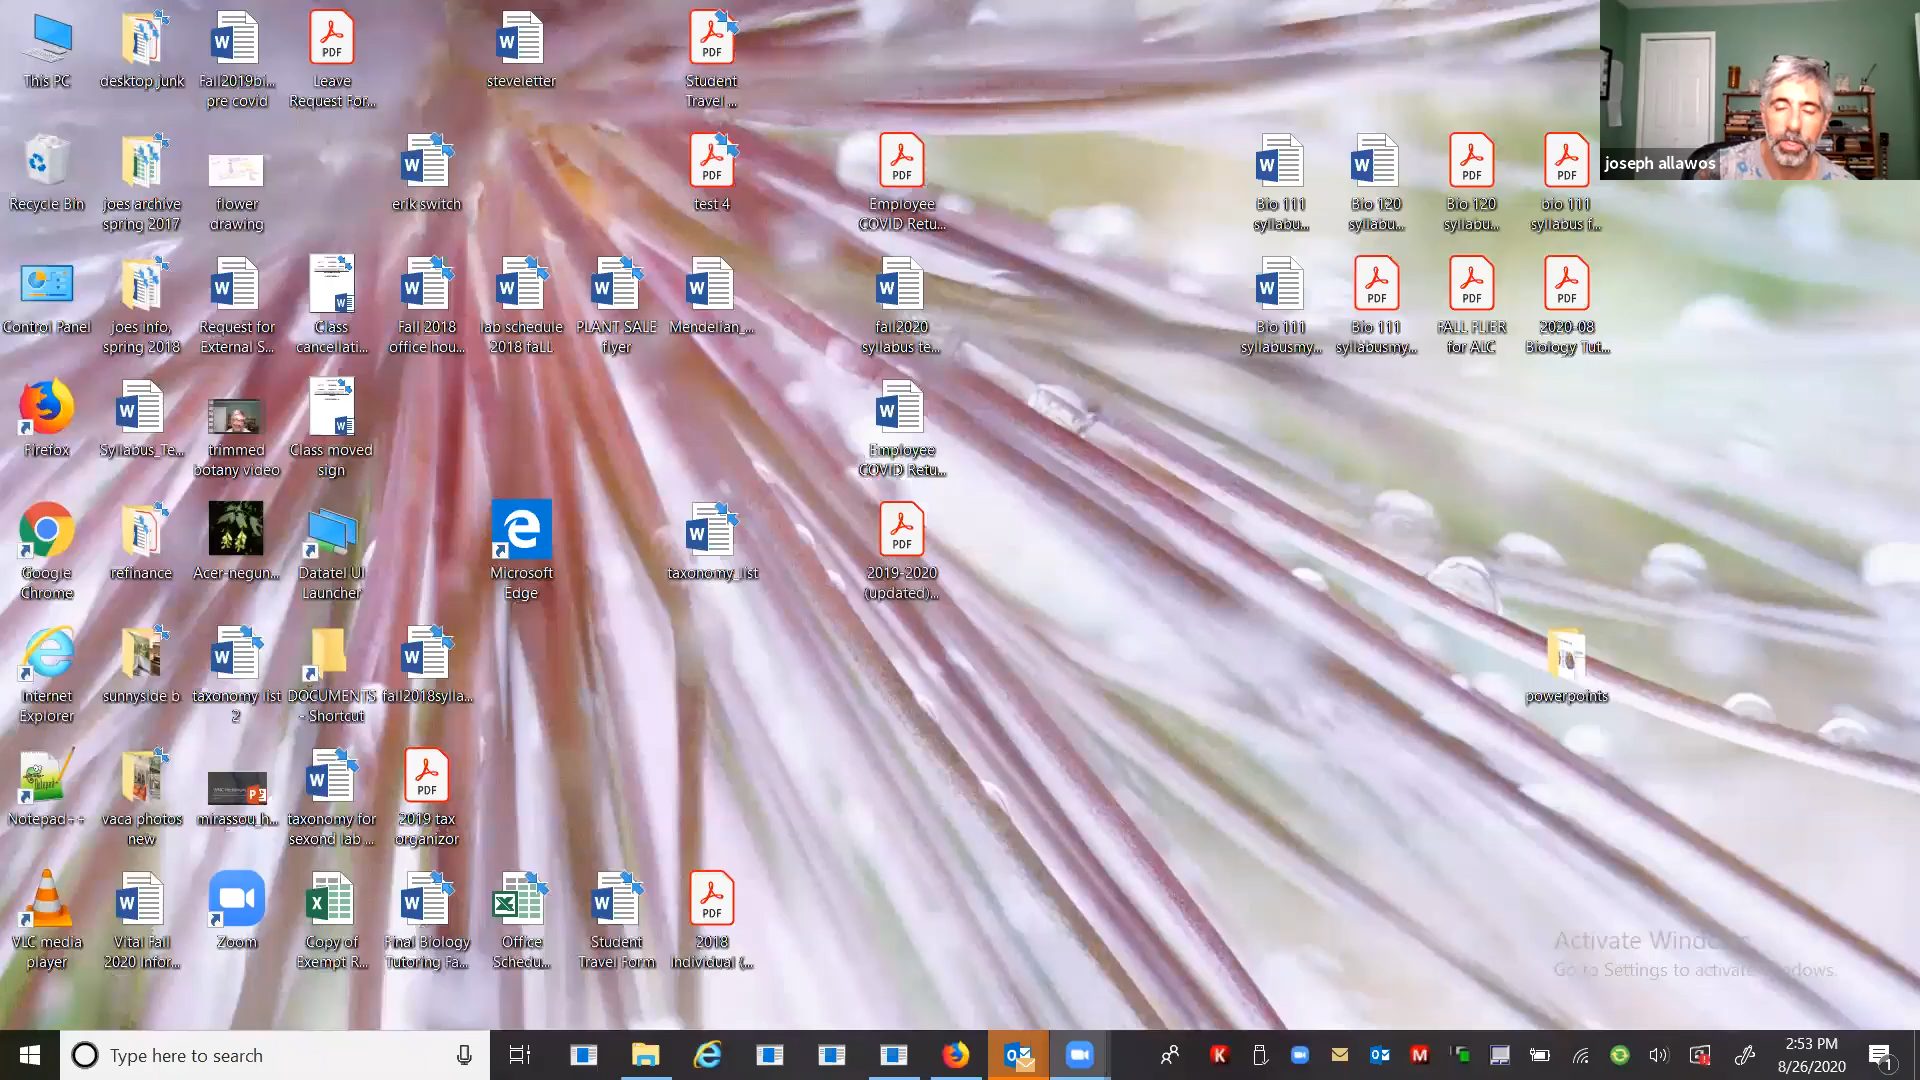 This PC
desktop junk
Fall2019bi...
pre covid
Leave
Request For...
steveletter
Student
Travel ...
joseph allawos
Recycle Bin
joes archive
spring 2017
flower
drawing
erik switch
test 4
Employee
COVID Retu...
Bio 111
syllabu...
Bio 120
syllabu...
Bio 120
syllabu...
bio 111
syllabus f...
Control Panel
joes info,
spring 2018
Request for
External S...
Class
cancellati...
Fall 2018
office hou...
lab schedule
2018 faLL
PLANT SALE
flyer
Mendelian_...
fall2020
syllabus te...
Bio 111
syllabusmy...
Bio 111
syllabusmy...
FALL FLIER
for ALC
2020-08
Biology Tut...
Firefox
Syllabus_Te...
trimmed
botany video
Class moved
sign
Employee
COVID Retu...
Google
Chrome
refinance
Acer-negun...
Datatel UI
Launcher
Microsoft
Edge
taxonomy_list
2019-2020
(updated)...
Internet
Explorer
sunnyside b
taxonomy list
2
DOCUMENTS
- Shortcut
fall2018sylla...
powerpoints
Notepad++
vaca photos
new
mirassou_h...
taxonomy for
sexond lab ...
2019 tax
organizor
VLC media
player
Vital Fall
2020 Infor...
Zoom
Copy of
Exempt R...
Final Biology
Tutoring Fa...
Office
Schedu...
Student
Travel Form
2018
Individual (...
Activate Windows
Go to Settings to activate Windows.
Type here to search
2:53 PM
8/26/2020
1